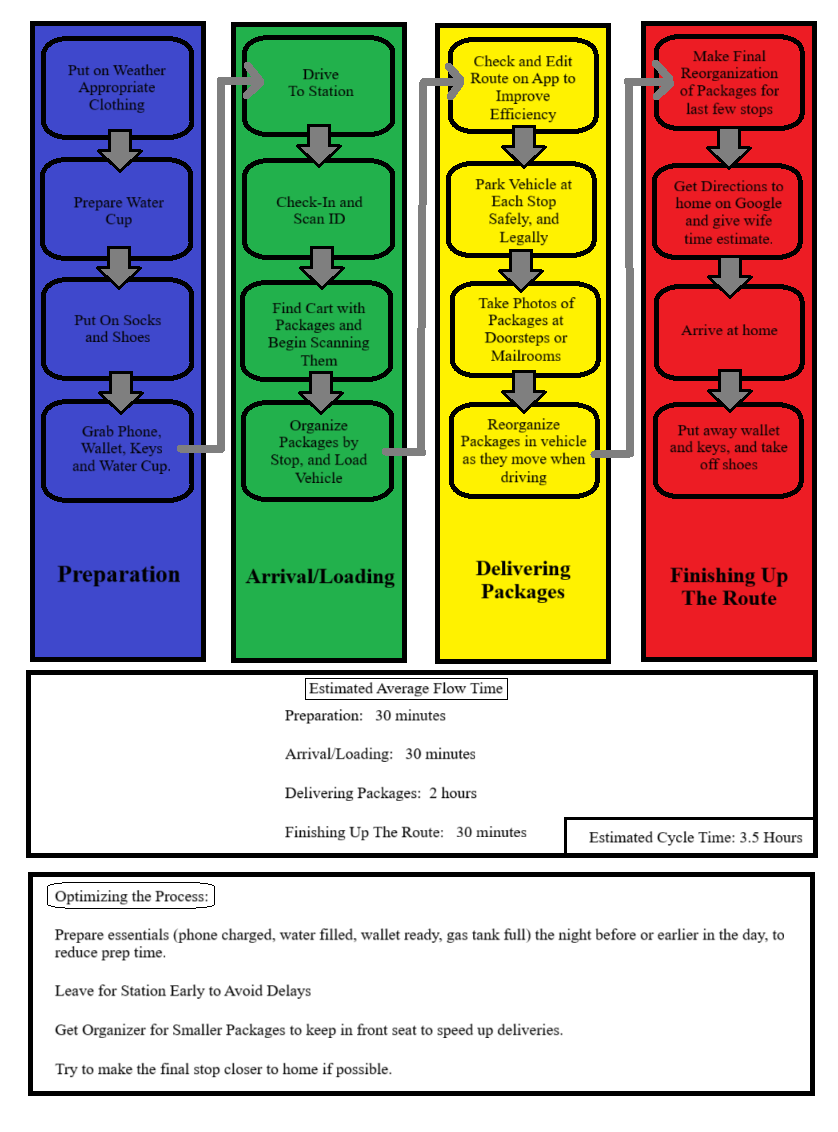 Put on Weather
Appropriate
Clothing
Prepare Water
Cup
Put On Socks
and Shoes
Grab Phone,
Wallet, Keys
and Water Cup.
Preparation
Drive
To Station
Check-In and
Scan ID
Find Cart with
Packages and
Begin Scanning
Them
Organize
Packages by
Stop, and Load
Vehicle
Arrival/Loading
Check and Edit
Route on App to
Improve
Efficiency
Park Vehicle at
Each Stop
Safely, and
Legally
Take Photos of
Packages at
Doorsteps or
Mailrooms
Reorganize
Packages in vehicle
as they move when
driving
Delivering
Packages
Make Final
Reorganization
of Packages for
last few stops
Get Directions to
home on Google
and give wife
time estimate.
Arrive at home
Put away wallet
and keys, and take
off shoes
Finishing Up
The Route
Estimated Average Flow Time
Preparation: 30 minutes
Arrival/Loading: 30 minutes
Delivering Packages: 2 hours
Finishing Up The Route: 30 minutes
Estimated Cycle Time: 3.5 Hours
Optimizing the Process:
Prepare essentials (phone charged, water filled, wallet ready, gas tank full) the night before or earlier in the day, to
reduce prep time.
Leave for Station Early to Avoid Delays
Get Organizer for Smaller Packages to keep in front seat to speed up deliveries.
Try to make the final stop closer to home if possible.